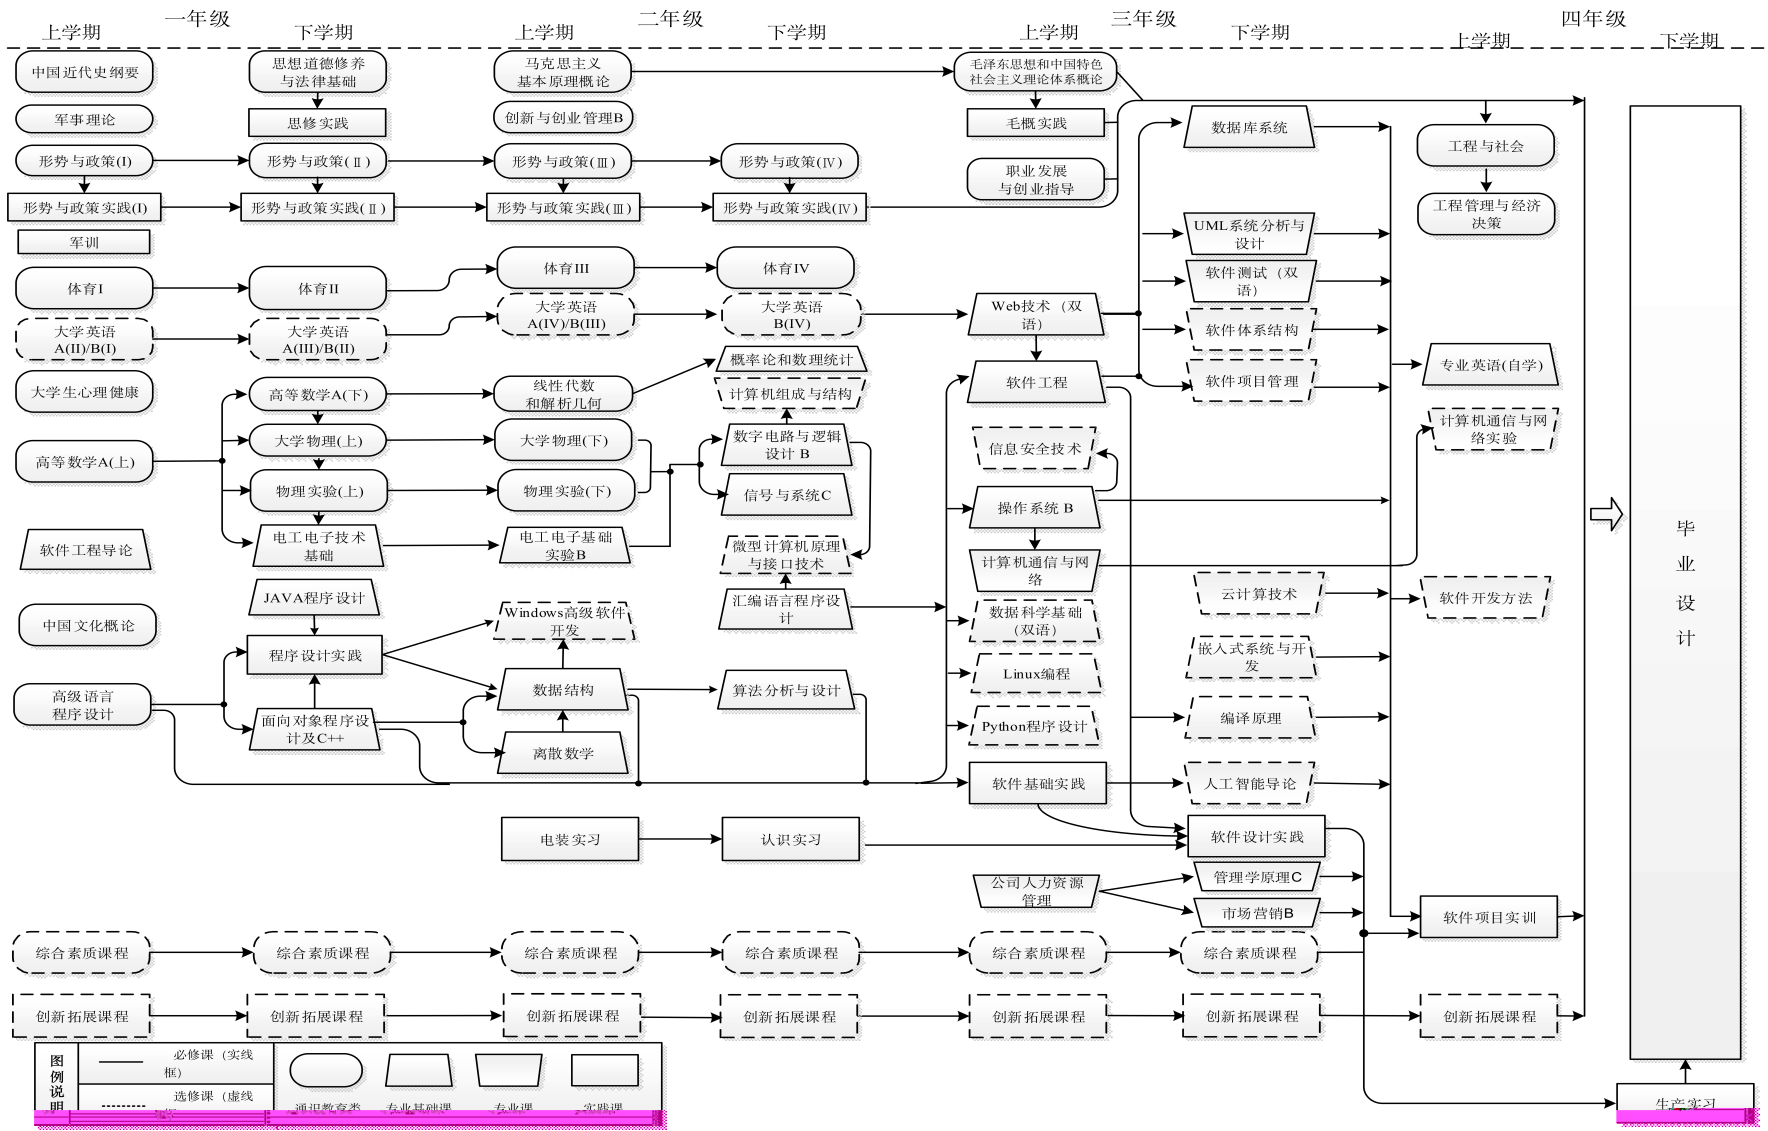 一年级
二年级
三年级
四年级
上学期
下学期
上学期
下学期
上学期
下学期
上学期
下学期
中国近代史纲要
军事理论
形势与政策(I)
形势与政策实践(I)
军训
体育I
大学英语
A(II)/B(I)
大学生心理健康
高等数学A(上)
软件工程导论
中国文化概论
高级语言
程序设计
综合素质课程
创新拓展课程
思想道德修养
与法律基础
思修实践
形势与政策(Ⅱ)
形势与政策实践(Ⅱ)
体育II
大学英语
A(III)/B(II)
高等数学A(下)
大学物理(上)
物理实验(上)
电工电子技术
基础
JAVA程序设计
程序设计实践
面向对象程序设
计及C++
综合素质课程
创新拓展课程
马克思主义
基本原理概论
创新与创业管理B
形势与政策(Ⅲ)
形势与政策实践(Ⅲ)
体育III
大学英语
A(IV)/B(III)
线性代数
和解析几何
大学物理(下)
物理实验(下)
电工电子基础
实验B
Windows高级软件
开发
数据结构
离散数学
电装实习
综合素质课程
创新拓展课程
形势与政策(Ⅳ)
形势与政策实践(Ⅳ)
体育IV
大学英语
B(IV)
概率论和数理统计
计算机组成与结构
数字电路与逻辑
设计 B
信号与系统C
微型计算机原理
与接口技术
汇编语言程序设
计
算法分析与设计
认识实习
综合素质课程
创新拓展课程
毛泽东思想和中国特色
社会主义理论体系概论
毛概实践
职业发展
与创业指导
Web技术（双
语）
软件工程
信息安全技术
操作系统 B
计算机通信与网
络
数据科学基础
（双语）
Linux编程
Python程序设计
软件基础实践
公司人力资源
管理
综合素质课程
创新拓展课程
数据库系统
UML系统分析与
设计
软件测试（双
语）
软件体系结构
软件项目管理
云计算技术
嵌入式系统与开
发
编译原理
人工智能导论
软件设计实践
管理学原理C
市场营销B
综合素质课程
创新拓展课程
工程与社会
工程管理与经济
决策
专业英语(自学)
计算机通信与网
络实验
软件开发方法
软件项目实训
创新拓展课程
毕
业
设
计
生产实习
图
例
说
明
必修课（实线
框）
选修课（虚线
通识教育类
专业基础课
专业课
实践课